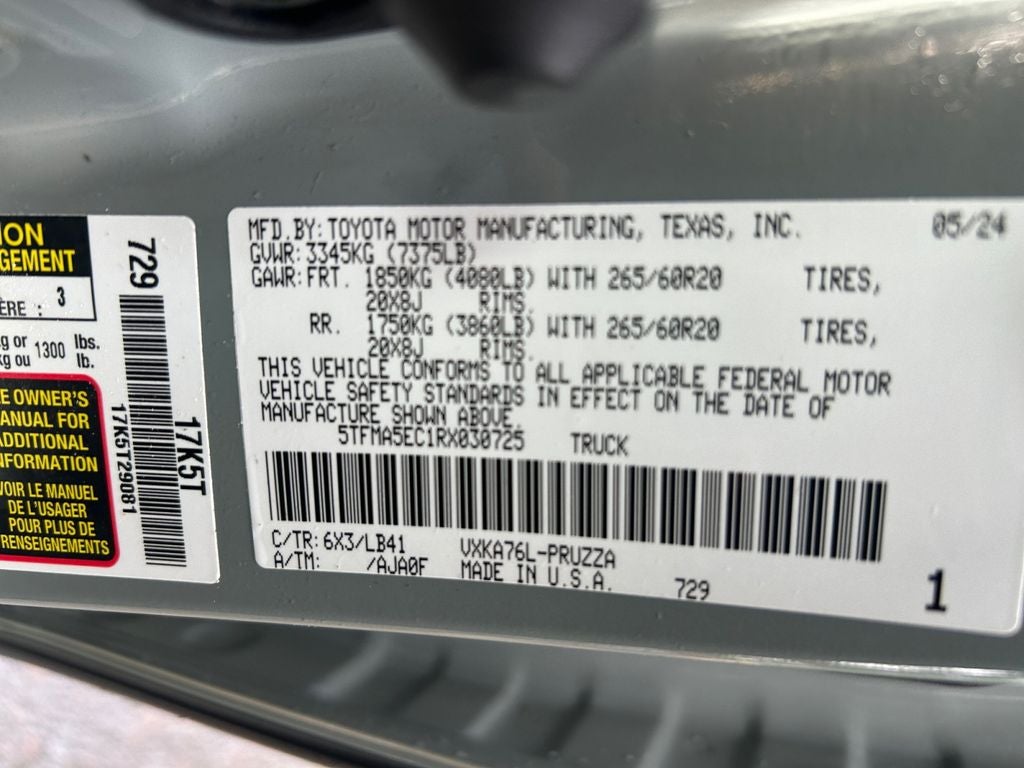 TION
GEMENT
ÈRE : 3
kg or 1300 lbs.
kg ou lb.
E OWNER'S
MANUAL FOR
ADDITIONAL
INFORMATION
VOIR LE MANUEL
DE L'USAGER
POUR PLUS DE
RENSEIGNEMENTS
729
17K5T29081
17K5T
MFD.BY: TOYOTA MOTOR MANUFACTURING, TEXAS, INC. 05/24
GVWR: 3345KG (7375LB)
GAWR: FRT. 1850KG (4080LB) WITH 265/60R20 TIRES,
20X8J RIMS.
RR. 1750KG (3860LB) WITH 265/60R20 TIRES,
20X8J RIMS.
THIS VEHICLE CONFORMS TO ALL APPLICABLE FEDERAL MOTOR
VEHICLE SAFETY STANDARDS IN EFFECT ON THE DATE OF
MANUFACTURE SHOWN ABOVE.
5TFMA5EC1RX030725 TRUCK
C/TR: 6X3/LB41 VXKA76L-PRUZZA
A/TM: /AJA0F MADE IN U.S.A. 729 1